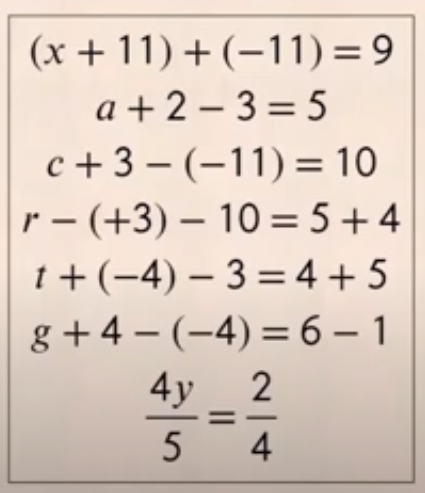 (x + 11) + (−11) = 9
a + 2 − 3 = 5
c + 3 − (−11) = 10
r − (+3) − 10 = 5 + 4
t + (−4) − 3 = 4 + 5
g + 4 − (−4) = 6 − 1
4y/5 = 2/4